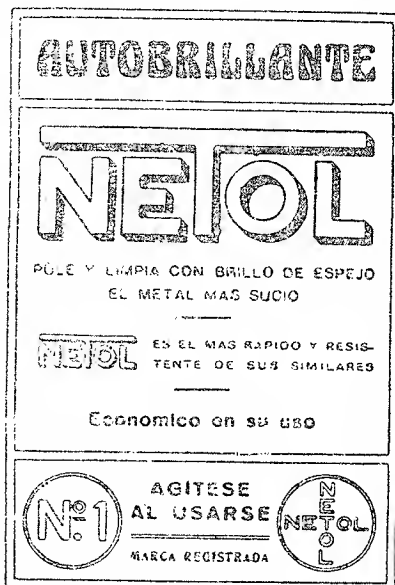 AUTOBRILLANTE
NETOL
PULE Y LIMPIA CON BRILLO DE ESPEJO
EL METAL MAS SUCIO
NETOL ES EL MAS RAPIDO Y RESIS-
TENTE DE SUS SIMILARES
Economico en su uso
Nº 1
AGITESE
AL USARSE
MARCA REGISTRADA
NETOL
NETOL